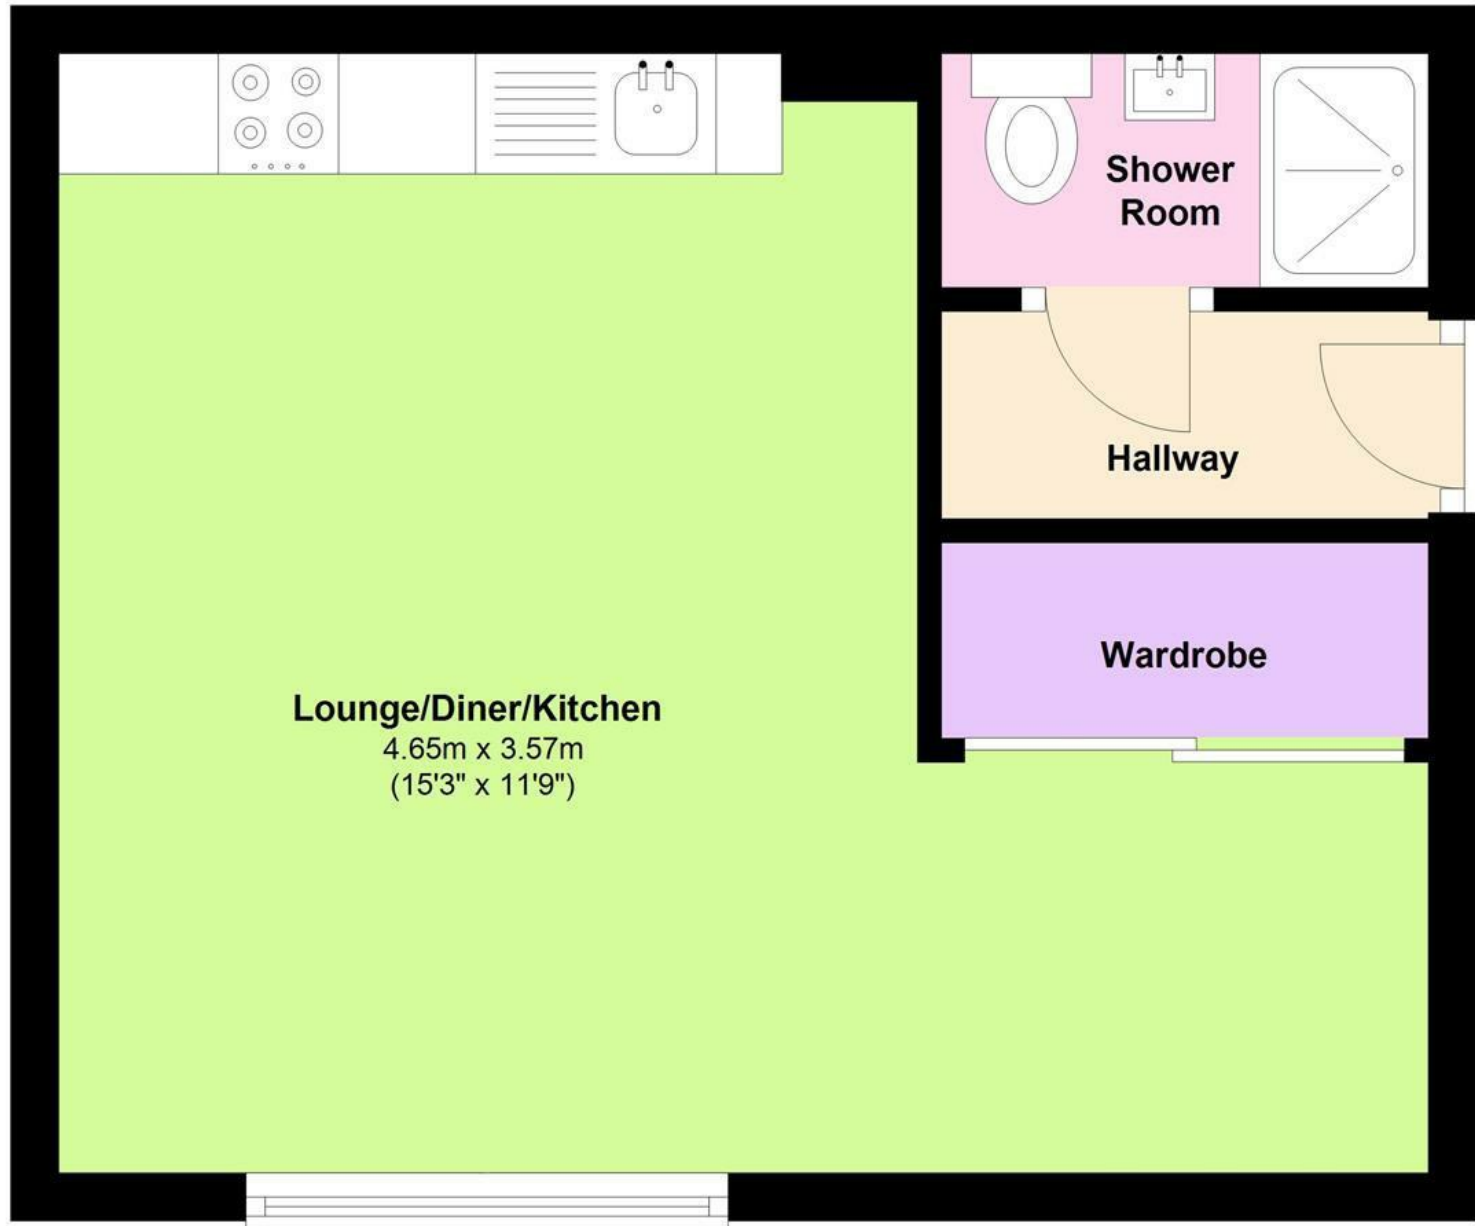 Shower
Room
Hallway
Wardrobe
Lounge/Diner/Kitchen
4.65m x 3.57m
(15'3" x 11'9")